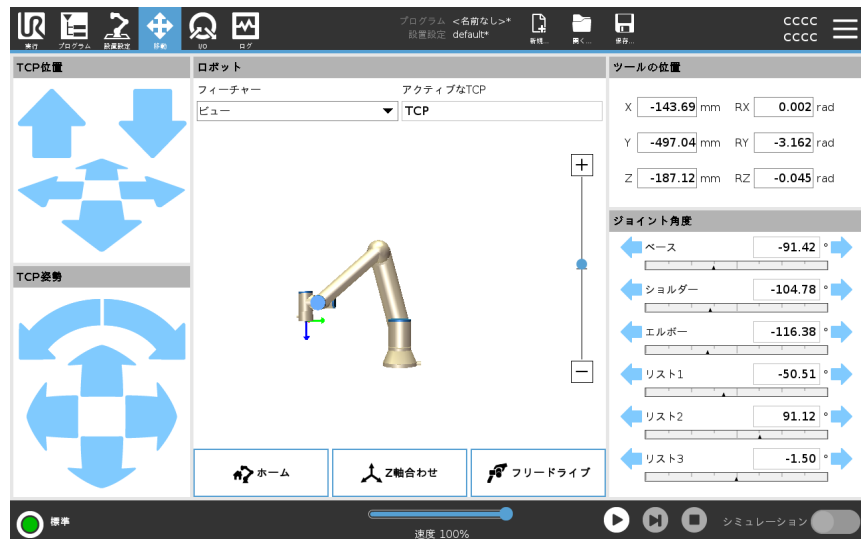 実行 プログラム 設置設定 移動 I/O ログ
プログラム <名前なし>*
設置設定 default*
新規... 開く... 保存...
cccc
cccc
TCP位置
ロボット
ツールの位置
フィーチャー
アクティブなTCP
ビュー
TCP
X -143.69 mm RX 0.002 rad
Y -497.04 mm RY -3.162 rad
Z -187.12 mm RZ -0.045 rad
ジョイント角度
ベース -91.42 °
ショルダー -104.78 °
エルボー -116.38 °
リスト1 -50.51 °
リスト2 91.12 °
リスト3 -1.50 °
TCP姿勢
ホーム
Z軸合わせ
フリードライブ
標準
速度 100%
シミュレーション